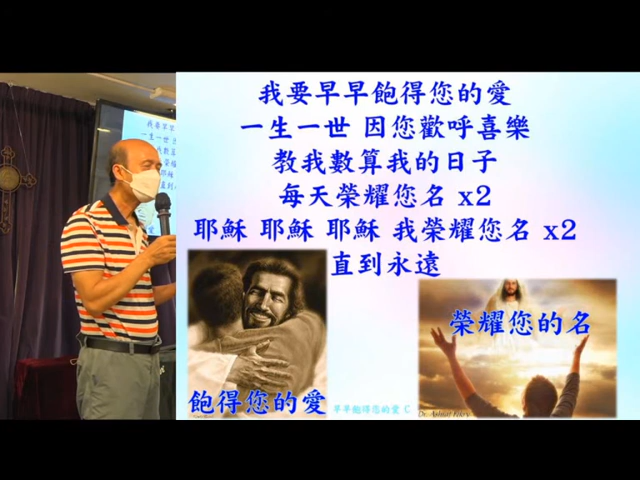 我要早早飽得您的愛
一生一世 因您歡呼喜樂
教我數算我的日子
每天榮耀您名 x2
耶穌 耶穌 耶穌 我榮耀您名 x2
直到永遠
榮耀您的名
飽得您的愛
早早飽得您的愛 C